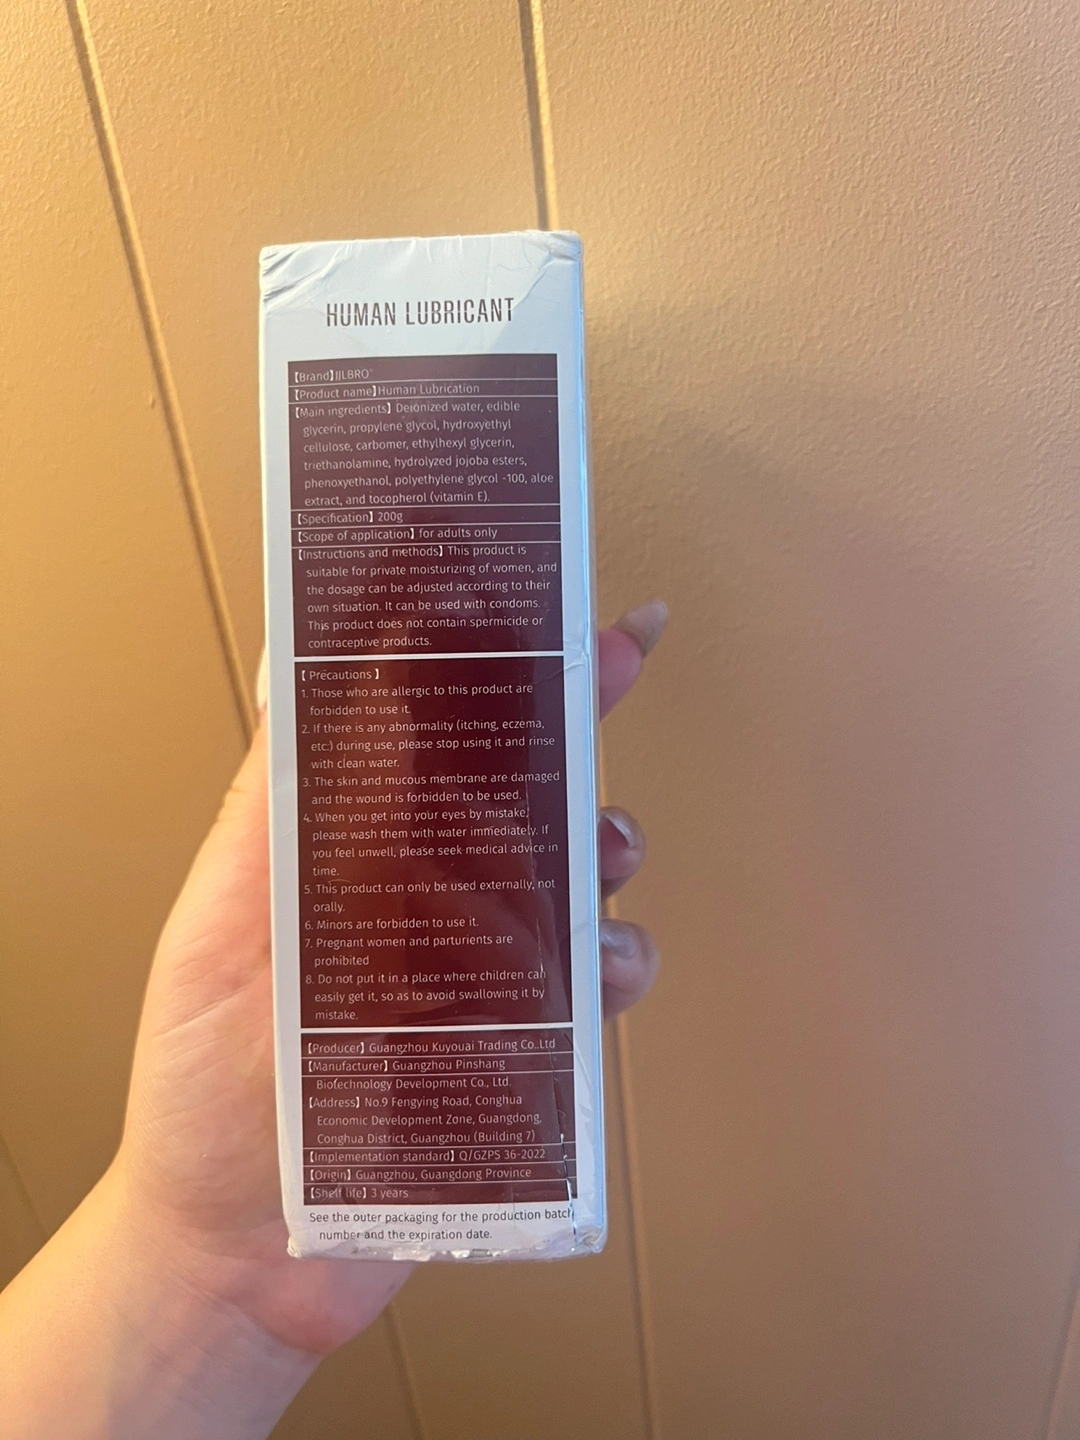 HUMAN LUBRICANT
【Brand】JJLBRO
【Product name】Human Lubrication
【Main ingredients】Deionized water, edible
glycerin, propylene glycol, hydroxyethyl
cellulose, carbomer, ethylhexyl glycerin,
triethanolamine, hydrolyzed jojoba esters,
phenoxyethanol, polyethylene glycol -100, aloe
extract, and tocopherol (vitamin E).
【Specification】200g
【Scope of application】for adults only
【Instructions and methods】This product is
suitable for private moisturizing of women, and
the dosage can be adjusted according to their
own situation. It can be used with condoms.
This product does not contain spermicide or
contraceptive products.
【 Precautions 】
1. Those who are allergic to this product are
forbidden to use it.
2. If there is any abnormality (itching, eczema,
etc.) during use, please stop using it and rinse
with clean water.
3. The skin and mucous membrane are damaged
and the wound is forbidden to be used.
4. When you get into your eyes by mistake,
please wash them with water immediately. If
you feel unwell, please seek medical advice in
time.
5. This product can only be used externally, not
orally.
6. Minors are forbidden to use it.
7. Pregnant women and parturients are
prohibited
8. Do not put it in a place where children can
easily get it, so as to avoid swallowing it by
mistake.
【Producer】Guangzhou Kuyouai Trading Co.,Ltd
【Manufacturer】Guangzhou Pinshang
Biotechnology Development Co., Ltd.
【Address】No.9 Fengying Road, Conghua
Economic Development Zone, Guangdong,
Conghua District, Guangzhou (Building 7)
【Implementation standard】Q/GZPS 36-2022
【Origin】Guangzhou, Guangdong Province
【Shelf life】3 years
See the outer packaging for the production batch
number and the expiration date.